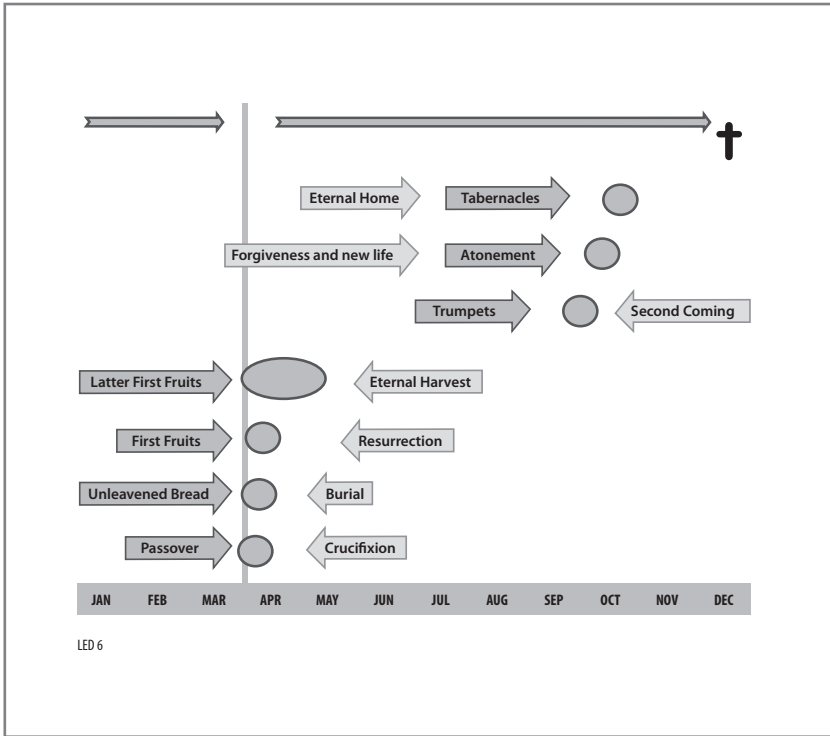 Eternal Home
Tabernacles
Forgiveness and new life
Atonement
Trumpets
Second Coming
Latter First Fruits
Eternal Harvest
First Fruits
Resurrection
Unleavened Bread
Burial
Passover
Crucifixion
JAN FEB MAR APR MAY JUN JUL AUG SEP OCT NOV DEC
LED 6